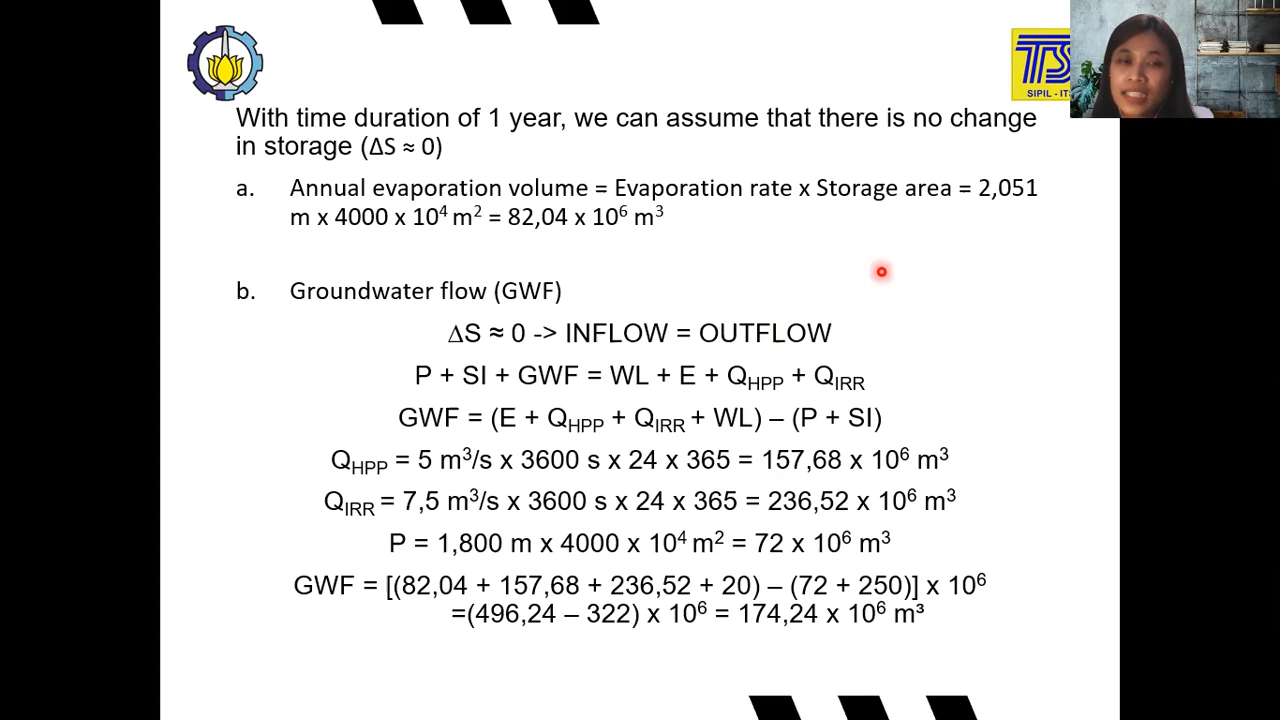 TS
SIPIL - ITS
With time duration of 1 year, we can assume that there is no change
in storage (ΔS ≈ 0)
a. Annual evaporation volume = Evaporation rate x Storage area = 2,051
m x 4000 x 10⁴ m² = 82,04 x 10⁶ m³
b. Groundwater flow (GWF)
ΔS ≈ 0 -> INFLOW = OUTFLOW
P + SI + GWF = WL + E + Q_HPP + Q_IRR
GWF = (E + Q_HPP + Q_IRR + WL) – (P + SI)
Q_HPP = 5 m³/s x 3600 s x 24 x 365 = 157,68 x 10⁶ m³
Q_IRR = 7,5 m³/s x 3600 s x 24 x 365 = 236,52 x 10⁶ m³
P = 1,800 m x 4000 x 10⁴ m² = 72 x 10⁶ m³
GWF = [(82,04 + 157,68 + 236,52 + 20) – (72 + 250)] x 10⁶
=(496,24 – 322) x 10⁶ = 174,24 x 10⁶ m³